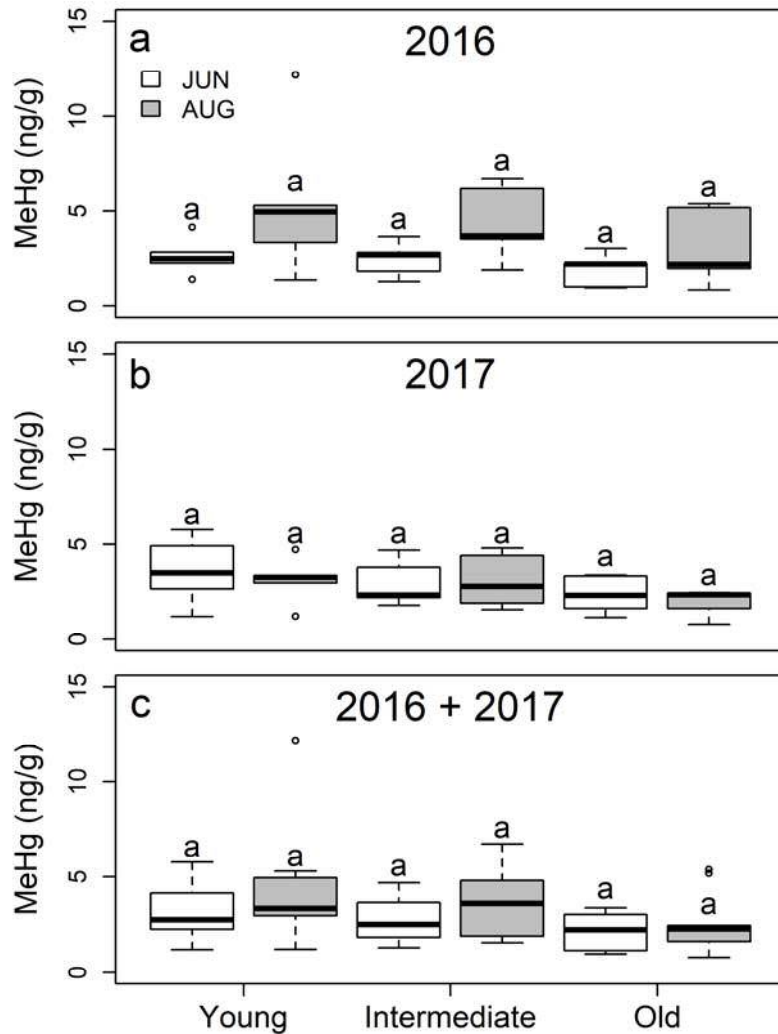 a 2016
JUN
AUG
a a a a a a
MeHg (ng/g)
15
10
5
0
b 2017
a a a a a a
MeHg (ng/g)
15
10
5
0
c 2016 + 2017
a a a a a a
MeHg (ng/g)
15
10
5
0
Young Intermediate Old